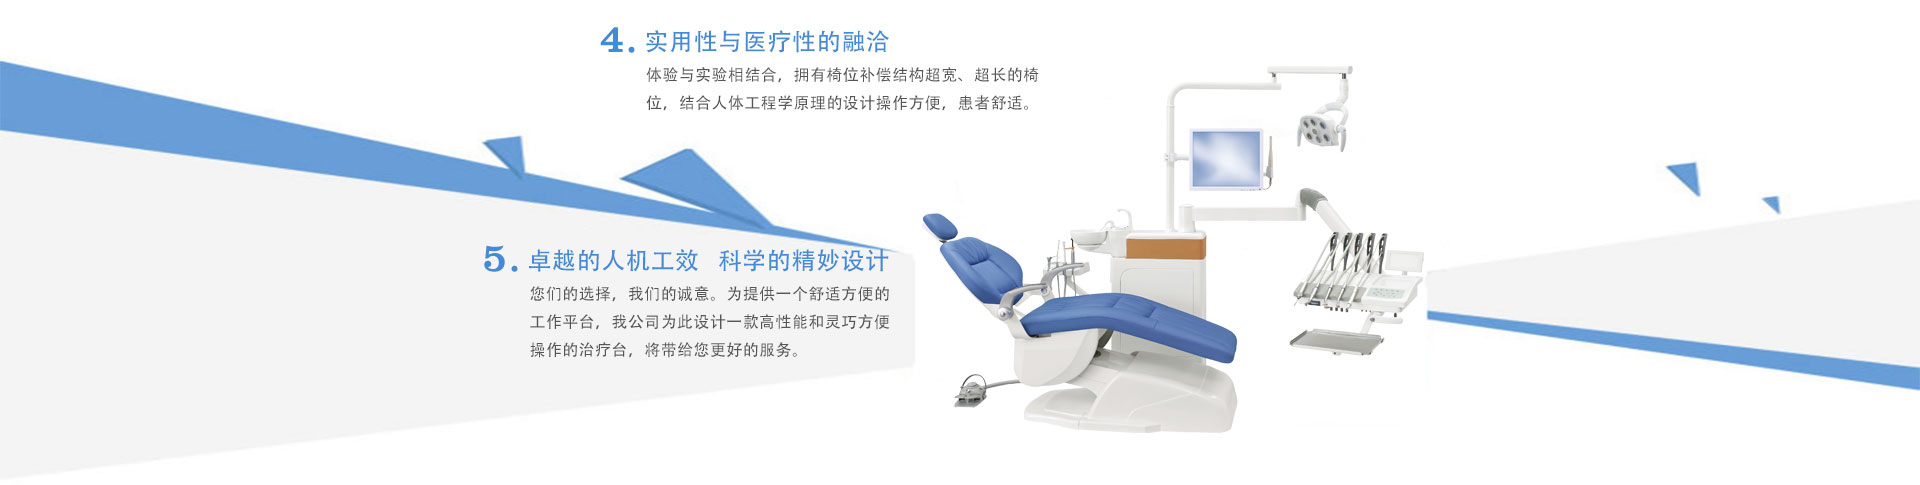 4. 实用性与医疗性的融洽
体验与实验相结合，拥有椅位补偿结构超宽、超长的椅
位，结合人体工程学原理的设计操作方便，患者舒适。
5. 卓越的人机工效 科学的精妙设计
您们的选择，我们的诚意。为提供一个舒适方便的
工作平台，我公司为此设计一款高性能和灵巧方便
操作的治疗台，将带给您更好的服务。